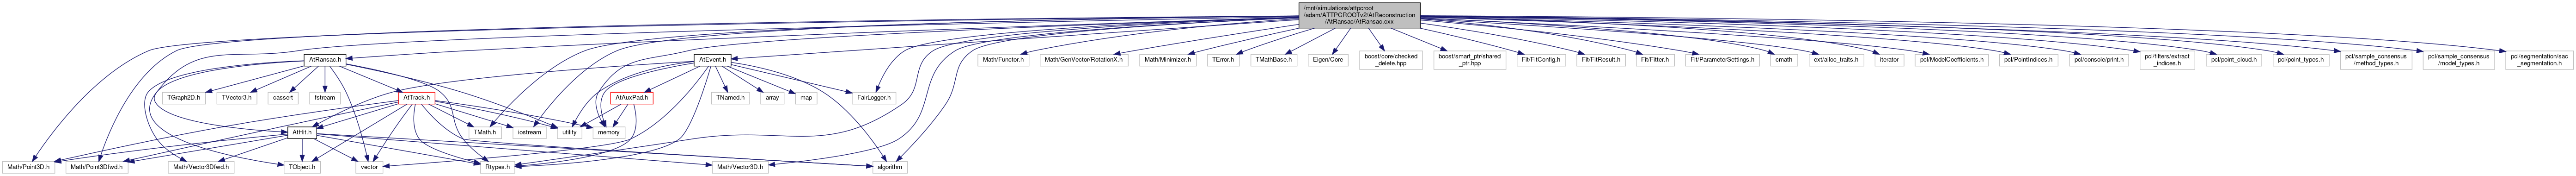 /mnt/simulations/attpcroot
/adam/ATTPCROOTv2/AtReconstruction
/AtRansac/AtRansac.cxx
AtRansac.h
AtEvent.h
Math/Functor.h
Math/GenVector/RotationX.h
Math/Minimizer.h
TError.h
TMathBase.h
Eigen/Core
boost/core/checked
_delete.hpp
boost/smart_ptr/shared
_ptr.hpp
Fit/FitConfig.h
Fit/FitResult.h
Fit/Fitter.h
Fit/ParameterSettings.h
cmath
ext/alloc_traits.h
iterator
pcl/ModelCoefficients.h
pcl/PointIndices.h
pcl/console/print.h
pcl/filters/extract
_indices.h
pcl/point_cloud.h
pcl/point_types.h
pcl/sample_consensus
/method_types.h
pcl/sample_consensus
/model_types.h
pcl/segmentation/sac
_segmentation.h
TGraph2D.h
TVector3.h
cassert
fstream
AtTrack.h
AtAuxPad.h
TNamed.h
array
map
FairLogger.h
AtHit.h
TMath.h
iostream
utility
memory
Math/Point3D.h
Math/Point3Dfwd.h
Math/Vector3Dfwd.h
TObject.h
vector
Rtypes.h
Math/Vector3D.h
algorithm